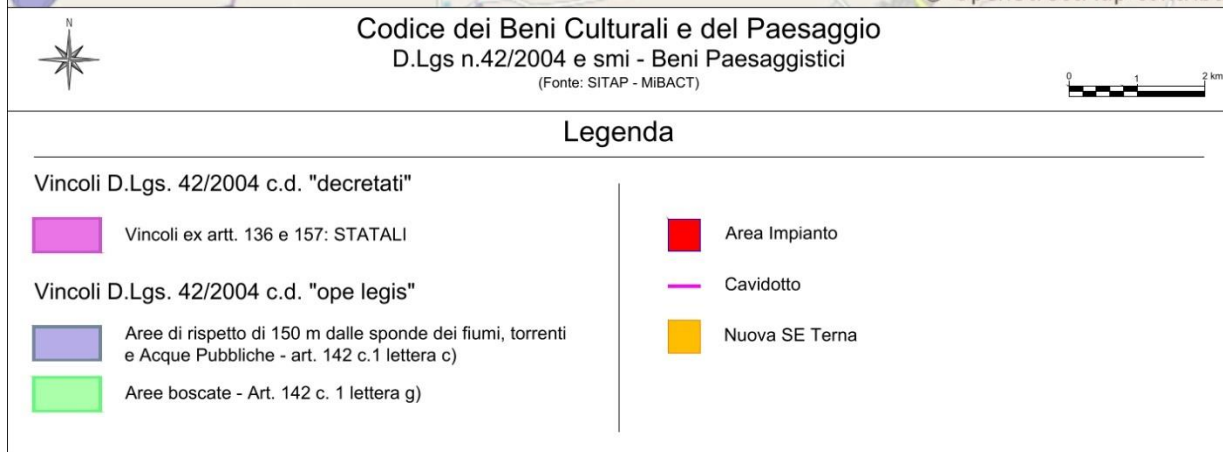 N
Codice dei Beni Culturali e del Paesaggio
D.Lgs n.42/2004 e smi - Beni Paesaggistici
(Fonte: SITAP - MiBACT)
0 1 2 km
Legenda
Vincoli D.Lgs. 42/2004 c.d. "decretati"
Vincoli ex artt. 136 e 157: STATALI
Vincoli D.Lgs. 42/2004 c.d. "ope legis"
Aree di rispetto di 150 m dalle sponde dei fiumi, torrenti
e Acque Pubbliche - art. 142 c.1 lettera c)
Aree boscate - Art. 142 c. 1 lettera g)
Area Impianto
Cavidotto
Nuova SE Terna